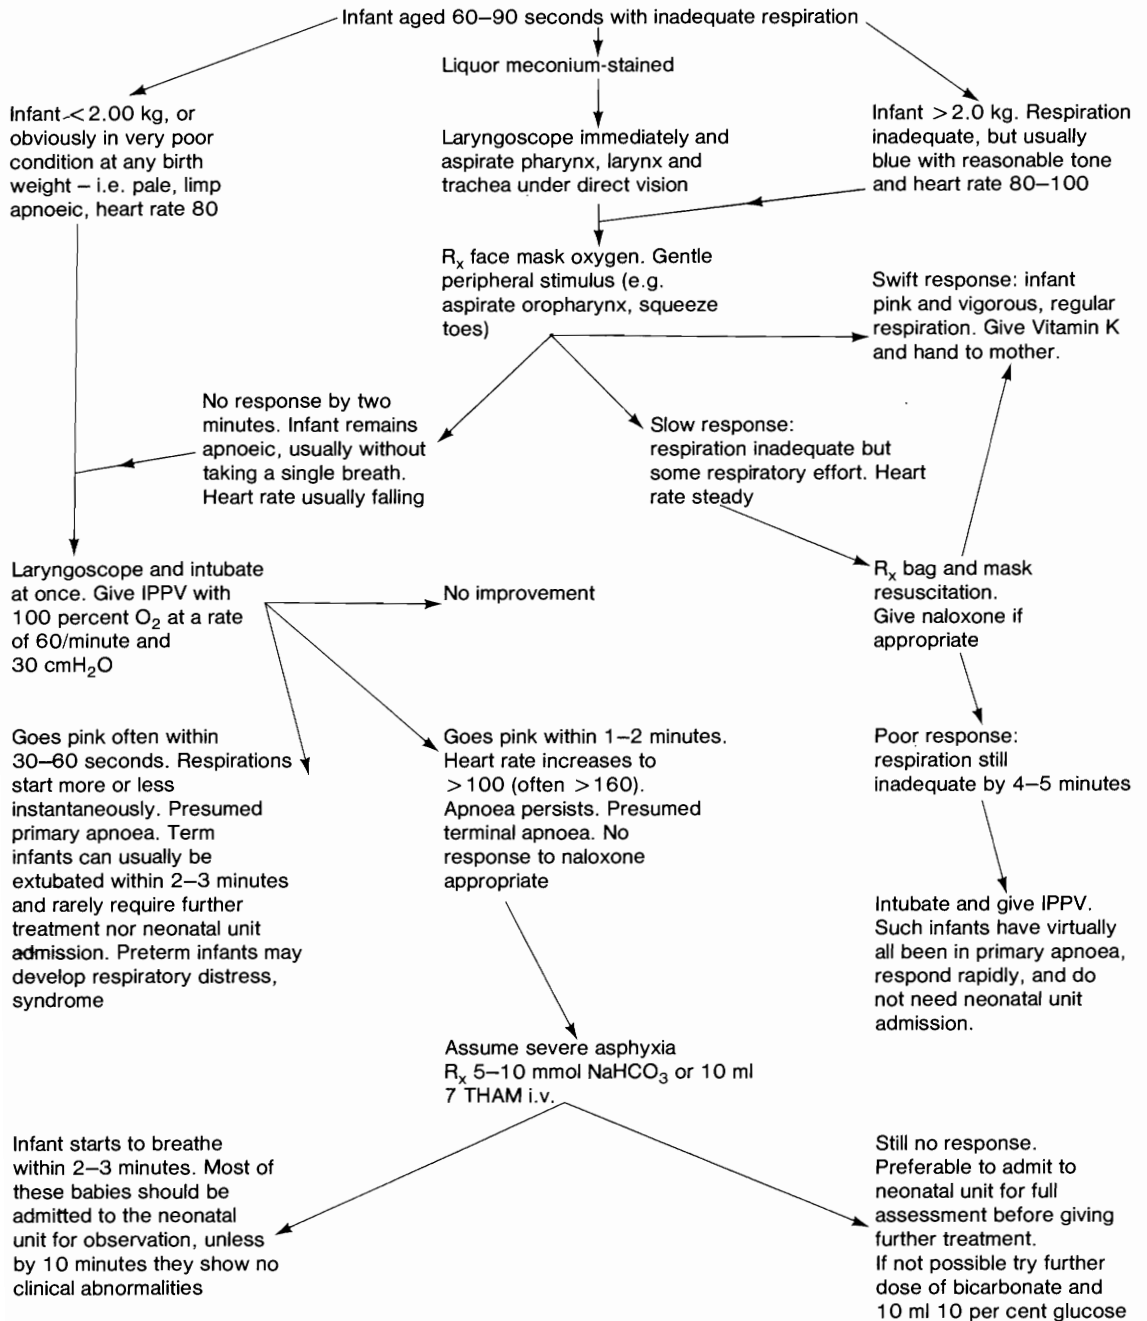 Infant aged 60–90 seconds with inadequate respiration
Liquor meconium-stained
Infant < 2.00 kg, or
obviously in very poor
condition at any birth
weight – i.e. pale, limp
apnoeic, heart rate 80
Laryngoscope immediately and
aspirate pharynx, larynx and
trachea under direct vision
Infant > 2.0 kg. Respiration
inadequate, but usually
blue with reasonable tone
and heart rate 80–100
Rx face mask oxygen. Gentle
peripheral stimulus (e.g.
aspirate oropharynx, squeeze
toes)
Swift response: infant
pink and vigorous, regular
respiration. Give Vitamin K
and hand to mother.
No response by two
minutes. Infant remains
apnoeic, usually without
taking a single breath.
Heart rate usually falling
Slow response:
respiration inadequate but
some respiratory effort. Heart
rate steady
Laryngoscope and intubate
at once. Give IPPV with
100 percent O₂ at a rate
of 60/minute and
30 cmH₂O
No improvement
Rx bag and mask
resuscitation.
Give naloxone if
appropriate
Goes pink often within
30–60 seconds. Respirations
start more or less
instantaneously. Presumed
primary apnoea. Term
infants can usually be
extubated within 2–3 minutes
and rarely require further
treatment nor neonatal unit
admission. Preterm infants may
develop respiratory distress,
syndrome
Goes pink within 1–2 minutes.
Heart rate increases to
>100 (often >160).
Apnoea persists. Presumed
terminal apnoea. No
response to naloxone
appropriate
Poor response:
respiration still
inadequate by 4–5 minutes
Intubate and give IPPV.
Such infants have virtually
all been in primary apnoea,
respond rapidly, and do
not need neonatal unit
admission.
Assume severe asphyxia
Rx 5–10 mmol NaHCO₃ or 10 ml
7 THAM i.v.
Infant starts to breathe
within 2–3 minutes. Most of
these babies should be
admitted to the neonatal
unit for observation, unless
by 10 minutes they show no
clinical abnormalities
Still no response.
Preferable to admit to
neonatal unit for full
assessment before giving
further treatment.
If not possible try further
dose of bicarbonate and
10 ml 10 per cent glucose